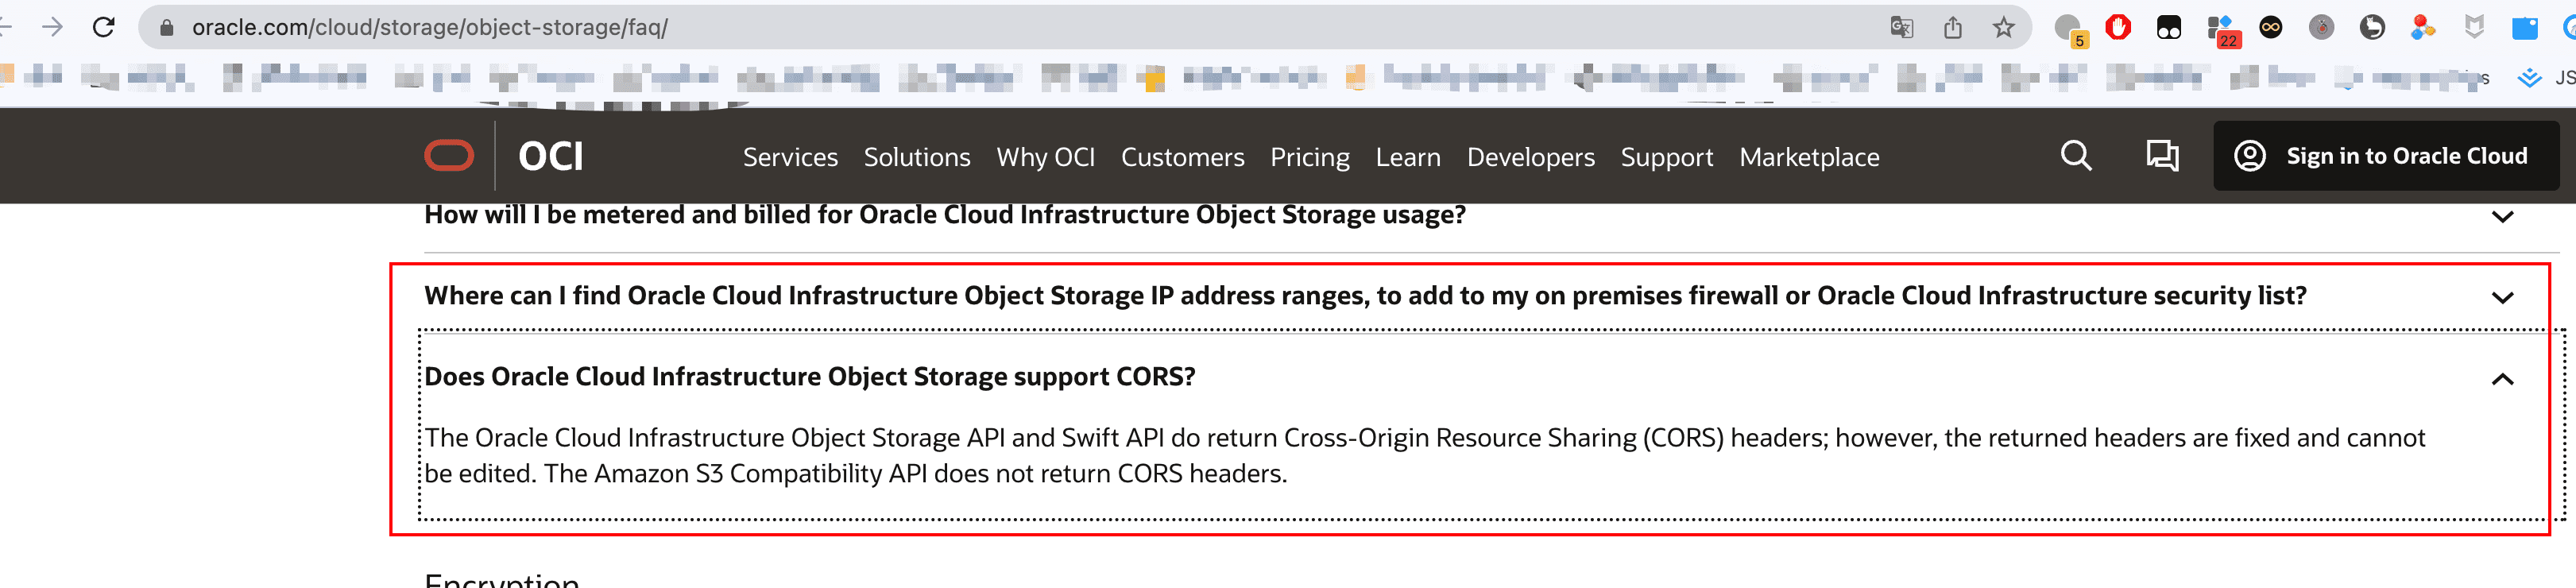 oracle.com/cloud/storage/object-storage/faq/
5
22
JS
OCI
Services Solutions Why OCI Customers Pricing Learn Developers Support Marketplace
Sign in to Oracle Cloud
How will I be metered and billed for Oracle Cloud Infrastructure Object Storage usage?
Where can I find Oracle Cloud Infrastructure Object Storage IP address ranges, to add to my on premises firewall or Oracle Cloud Infrastructure security list?
Does Oracle Cloud Infrastructure Object Storage support CORS?
The Oracle Cloud Infrastructure Object Storage API and Swift API do return Cross-Origin Resource Sharing (CORS) headers; however, the returned headers are fixed and cannot
be edited. The Amazon S3 Compatibility API does not return CORS headers.
Encryption